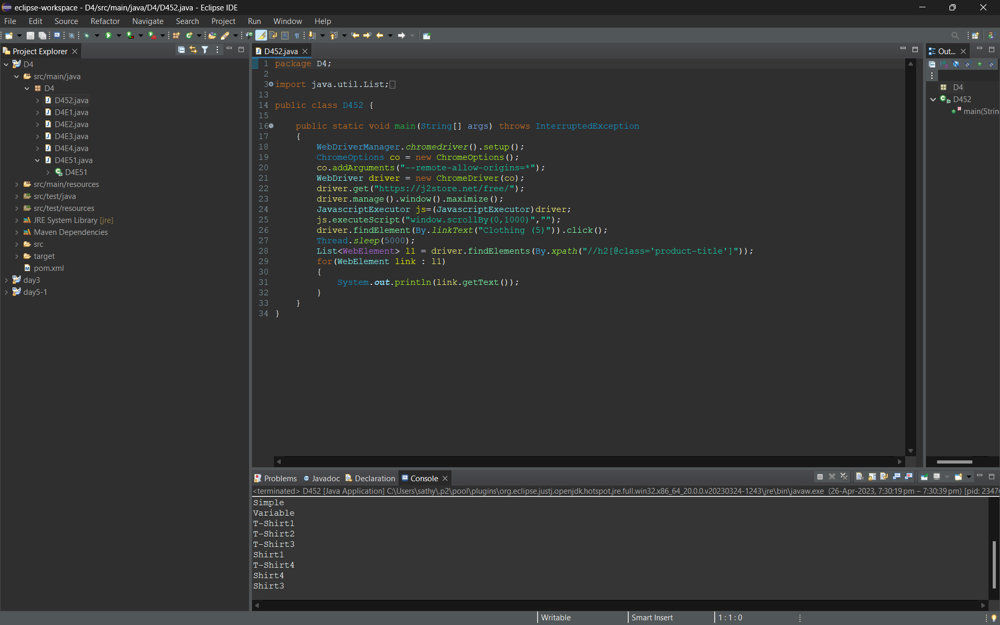 eclipse-workspace - D4/src/main/java/D4/D452.java - Eclipse IDE
File Edit Source Refactor Navigate Search Project Run Window Help
Project Explorer
D4
src/main/java
D4
D452.java
D4E1.java
D4E2.java
D4E3.java
D4E4.java
D4E51.java
D4E51
src/main/resources
src/test/java
src/test/resources
JRE System Library [jre]
Maven Dependencies
src
target
pom.xml
day3
day5-1
D452.java
1 package D4;
2
3 import java.util.List;
13
14 public class D452 {
15
16 public static void main(String[] args) throws InterruptedException
17 {
18 WebDriverManager.chromedriver().setup();
19 ChromeOptions co = new ChromeOptions();
20 co.addArguments("--remote-allow-origins=*");
21 WebDriver driver = new ChromeDriver(co);
22 driver.get("https://j2store.net/free/");
23 driver.manage().window().maximize();
24 JavascriptExecutor js=(JavascriptExecutor)driver;
25 js.executeScript("window.scrollBy(0,1000)","");
26 driver.findElement(By.linkText("Clothing (5)")).click();
27 Thread.sleep(5000);
28 List<WebElement> l1 = driver.findElements(By.xpath("//h2[@class='product-title']"));
29 for(WebElement link : l1)
30 {
31 System.out.println(link.getText());
32 }
33 }
34 }
Out...
D4
D452
main(Strin
Problems Javadoc Declaration Console
<terminated> D452 [Java Application] C:\Users\sathy\.p2\pool\plugins\org.eclipse.justj.openjdk.hotspot.jre.full.win32.x86_64_20.0.0.v20230324-1243\jre\bin\javaw.exe (26-Apr-2023, 7:30:19 pm – 7:30:39 pm) [pid: 2347
Simple
Variable
T-Shirt1
T-Shirt2
T-Shirt3
Shirt1
T-Shirt4
Shirt4
Shirt3
Writable Smart Insert 1 : 1 : 0